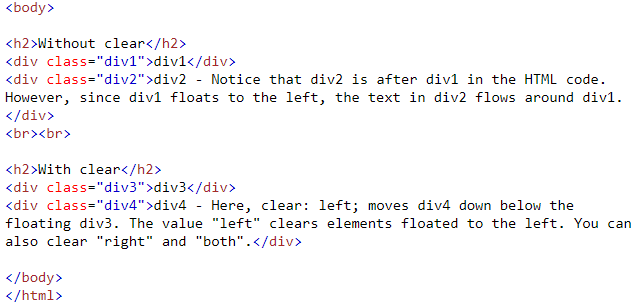 <body>
<h2>Without clear</h2>
<div class="div1">div1</div>
<div class="div2">div2 - Notice that div2 is after div1 in the HTML code.
However, since div1 floats to the left, the text in div2 flows around div1.
</div>
<br><br>
<h2>With clear</h2>
<div class="div3">div3</div>
<div class="div4">div4 - Here, clear: left; moves div4 down below the
floating div3. The value "left" clears elements floated to the left. You can
also clear "right" and "both".</div>
</body>
</html>